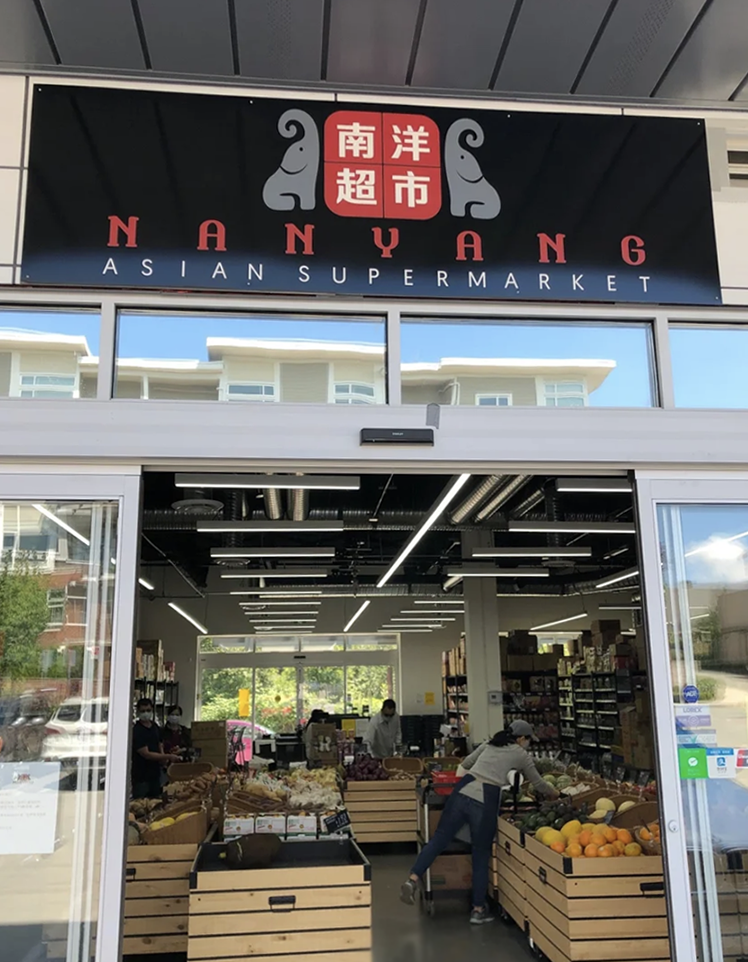 南洋
超市
NANYANG
ASIAN SUPERMARKET